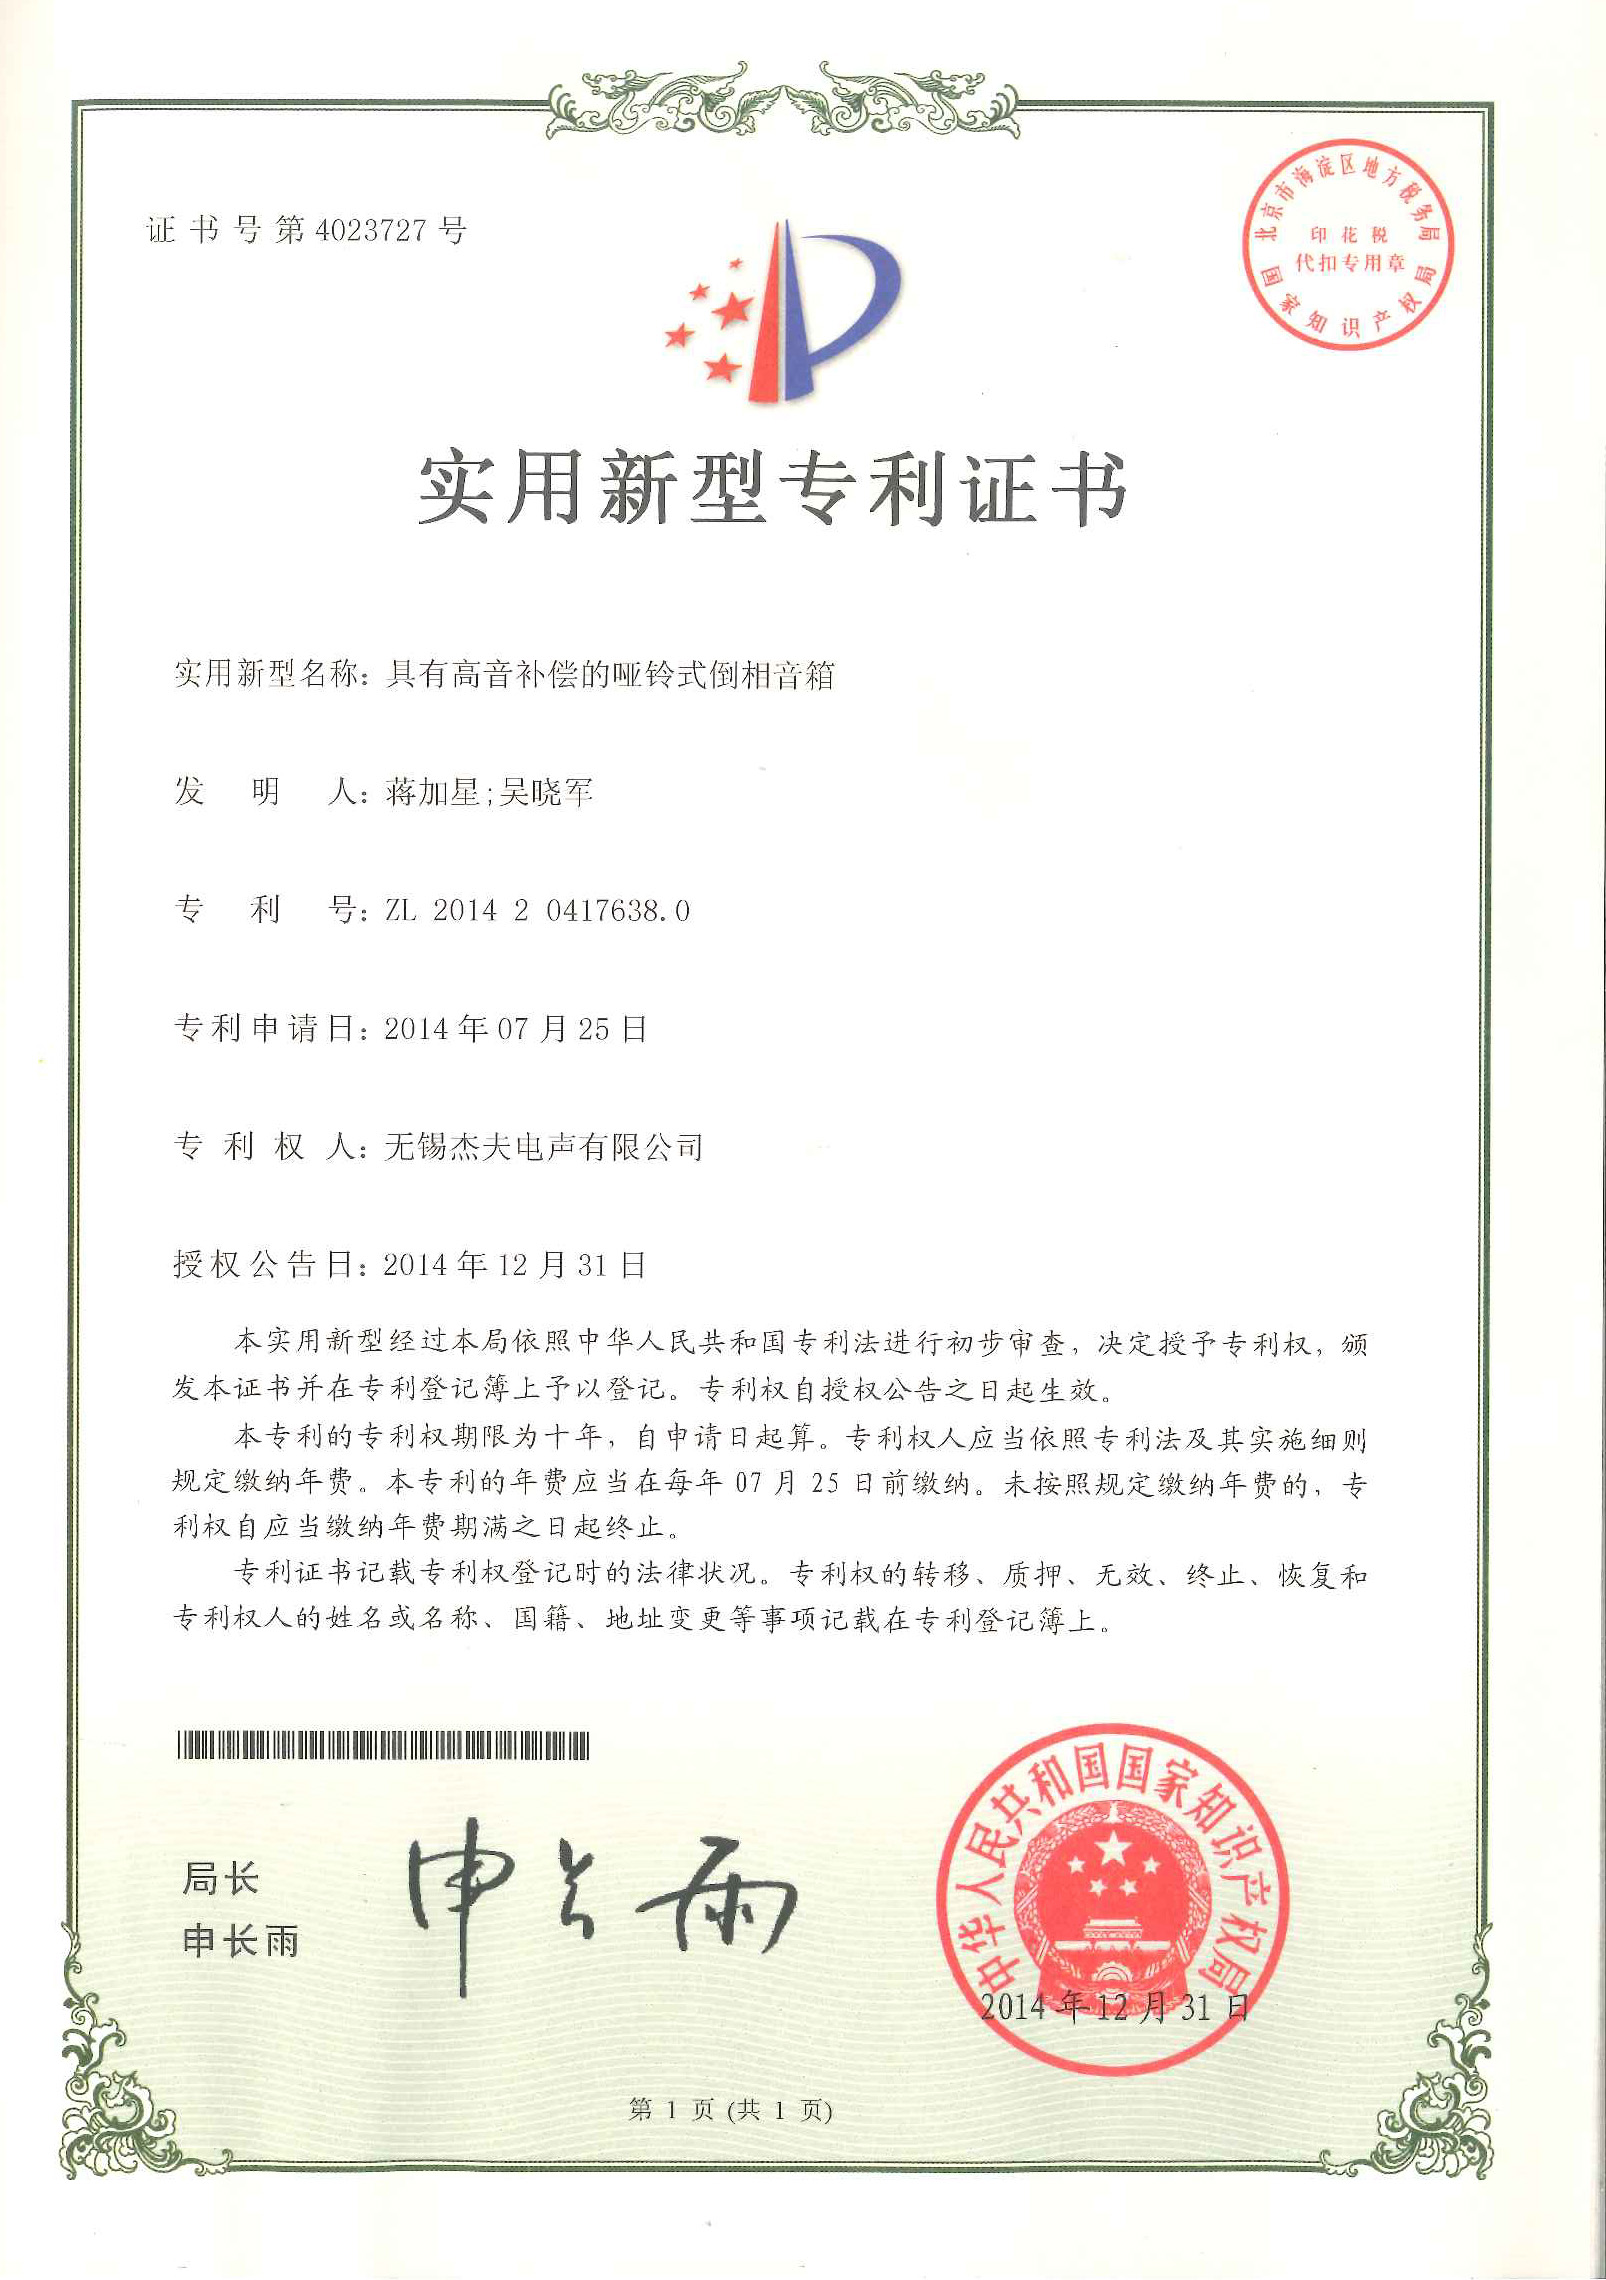 证书号第4023727号
北京市海淀区地方税务局
印花税
代扣专用章
国家知识产权局
实用新型专利证书
实用新型名称：具有高音补偿的哑铃式倒相音箱
发明人：蒋加星;吴晓军
专利号：ZL 2014 2 0417638.0
专利申请日：2014年07月25日
专利权人：无锡杰夫电声有限公司
授权公告日：2014年12月31日
本实用新型经过本局依照中华人民共和国专利法进行初步审查，决定授予专利权，颁
发本证书并在专利登记簿上予以登记。专利权自授权公告之日起生效。
本专利的专利权期限为十年，自申请日起算。专利权人应当依照专利法及其实施细则
规定缴纳年费。本专利的年费应当在每年07月25日前缴纳。未按照规定缴纳年费的，专
利权自应当缴纳年费期满之日起终止。
专利证书记载专利权登记时的法律状况。专利权的转移、质押、无效、终止、恢复和
专利权人的姓名或名称、国籍、地址变更等事项记载在专利登记簿上。
局长
申长雨
申长雨
中华人民共和国国家知识产权局
2014年12月31日
第 1 页 (共 1 页)